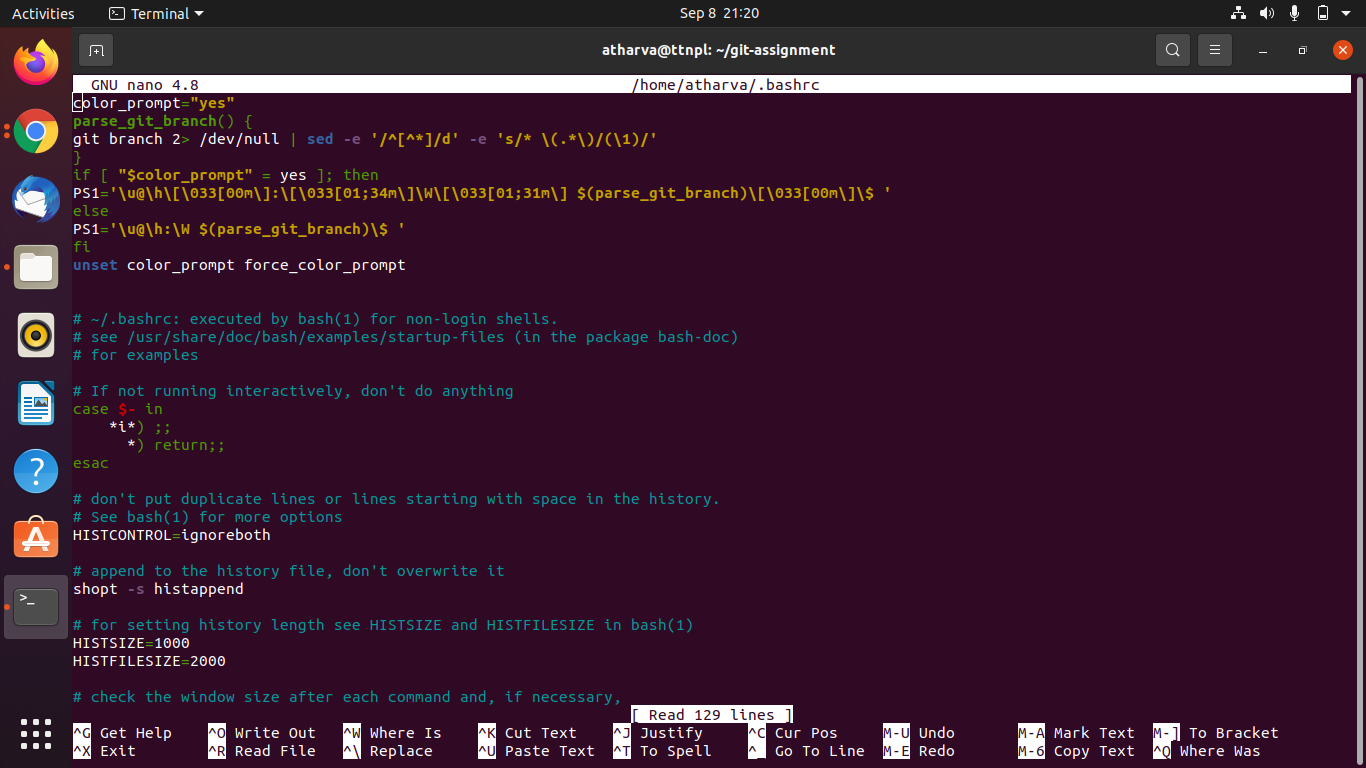 Activities Terminal Sep 8 21:20
atharva@ttnpl: ~/git-assignment
GNU nano 4.8 /home/atharva/.bashrc
color_prompt="yes"
parse_git_branch() {
git branch 2> /dev/null | sed -e '/^[^*]/d' -e 's/* \(.*\)/(\1)/'
}
if [ "$color_prompt" = yes ]; then
PS1='\u@\h\[\033[00m\]:\[\033[01;34m\]\W\[\033[01;31m\] $(parse_git_branch)\[\033[00m\]\$ '
else
PS1='\u@\h:\W $(parse_git_branch)\$ '
fi
unset color_prompt force_color_prompt
# ~/.bashrc: executed by bash(1) for non-login shells.
# see /usr/share/doc/bash/examples/startup-files (in the package bash-doc)
# for examples
# If not running interactively, don't do anything
case $- in
*i*) ;;
*) return;;
esac
# don't put duplicate lines or lines starting with space in the history.
# See bash(1) for more options
HISTCONTROL=ignoreboth
# append to the history file, don't overwrite it
shopt -s histappend
# for setting history length see HISTSIZE and HISTFILESIZE in bash(1)
HISTSIZE=1000
HISTFILESIZE=2000
# check the window size after each command and, if necessary,
[ Read 129 lines ]
^G Get Help ^O Write Out ^W Where Is ^K Cut Text ^J Justify ^C Cur Pos M-U Undo M-A Mark Text M-] To Bracket
^X Exit ^R Read File ^\ Replace ^U Paste Text ^T To Spell ^_ Go To Line M-E Redo M-6 Copy Text ^Q Where Was